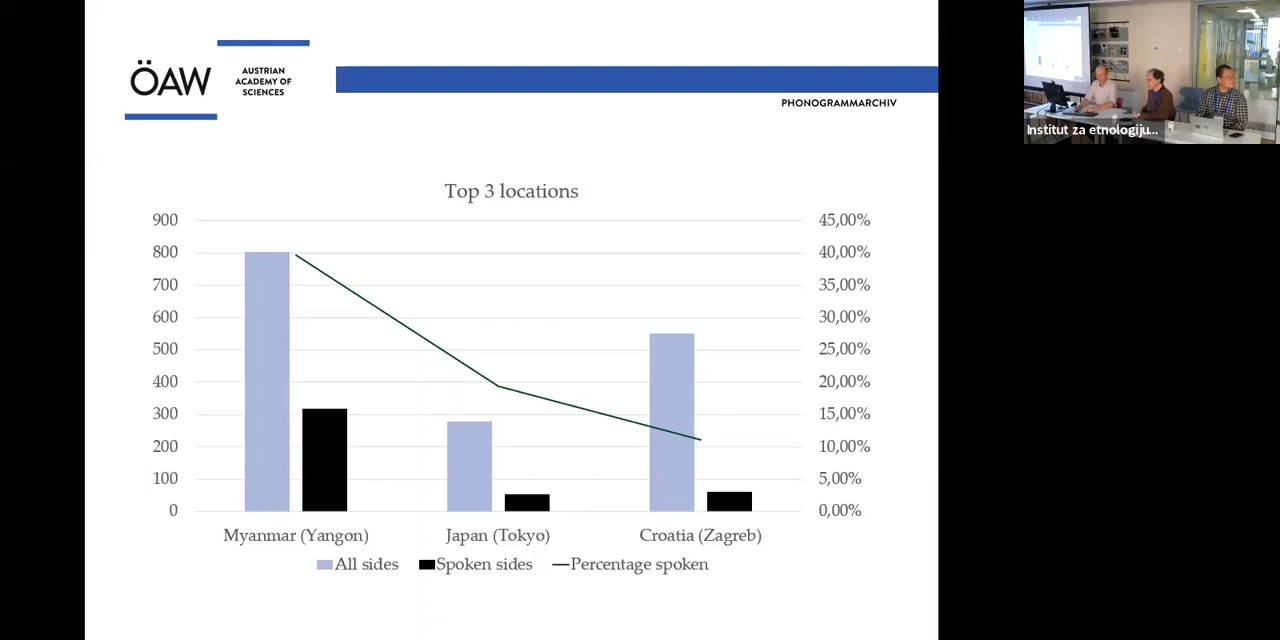 ÖAW
AUSTRIAN
ACADEMY OF
SCIENCES
PHONOGRAMMARCHIV
Institut za etnologiju...
Top 3 locations
900
800
700
600
500
400
300
200
100
0
45,00%
40,00%
35,00%
30,00%
25,00%
20,00%
15,00%
10,00%
5,00%
0,00%
Myanmar (Yangon)
Japan (Tokyo)
Croatia (Zagreb)
All sides
Spoken sides
Percentage spoken